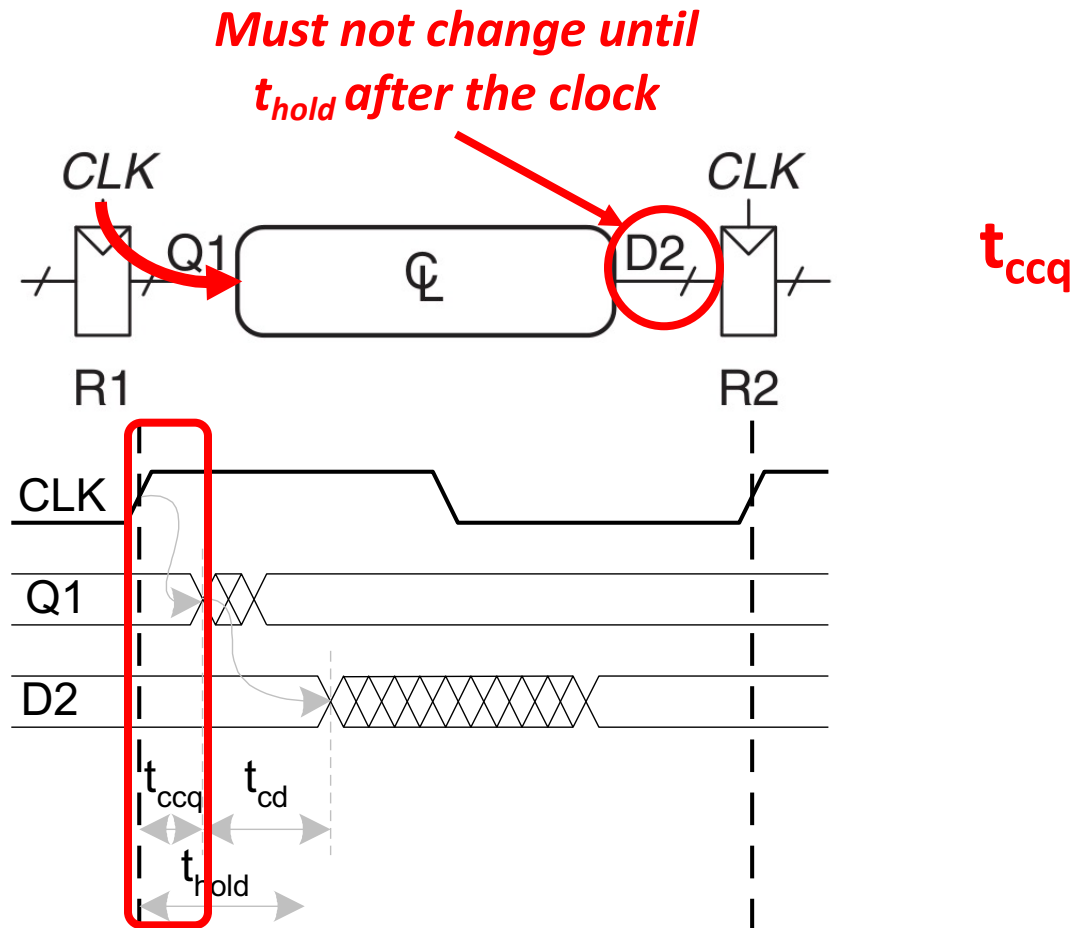 Must not change until
thold after the clock
CLK CLK
Q1 CL D2 tccq
R1 R2
CLK
Q1
D2
tccq tcd
thold